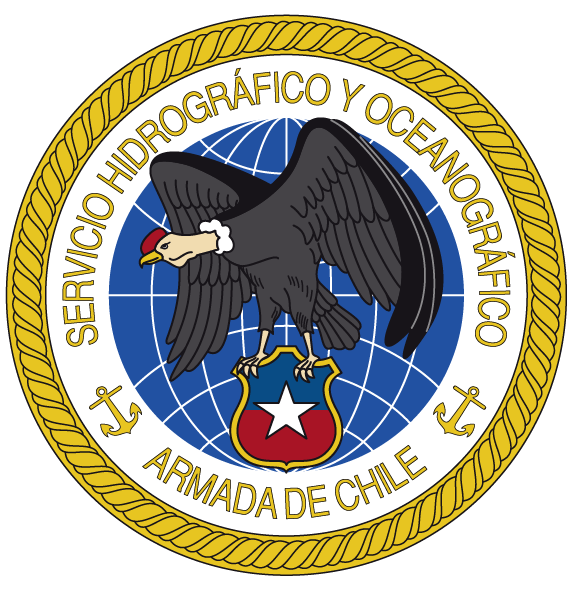 SERVICIO HIDROGRÁFICO Y OCEANOGRÁFICO
ARMADA DE CHILE